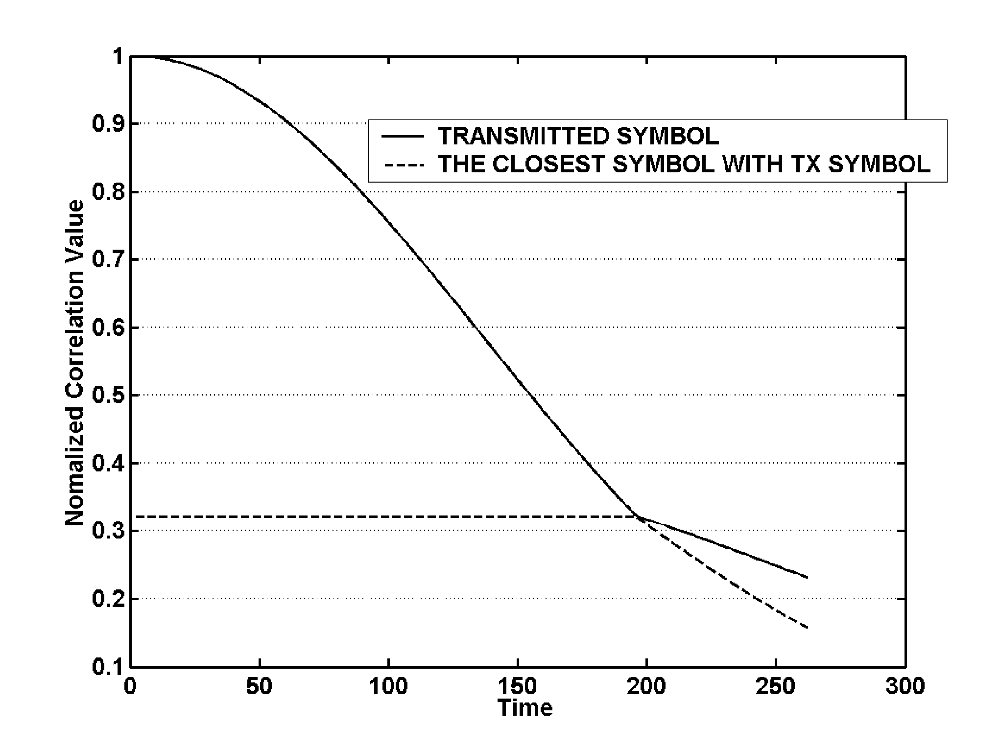 1
0.9
TRANSMITTED SYMBOL
THE CLOSEST SYMBOL WITH TX SYMBOL
0.8
0.7
0.6
0.5
0.4
0.3
0.2
0.1
Nomalized Correlation Value
0 50 100 150 200 250 300
Time